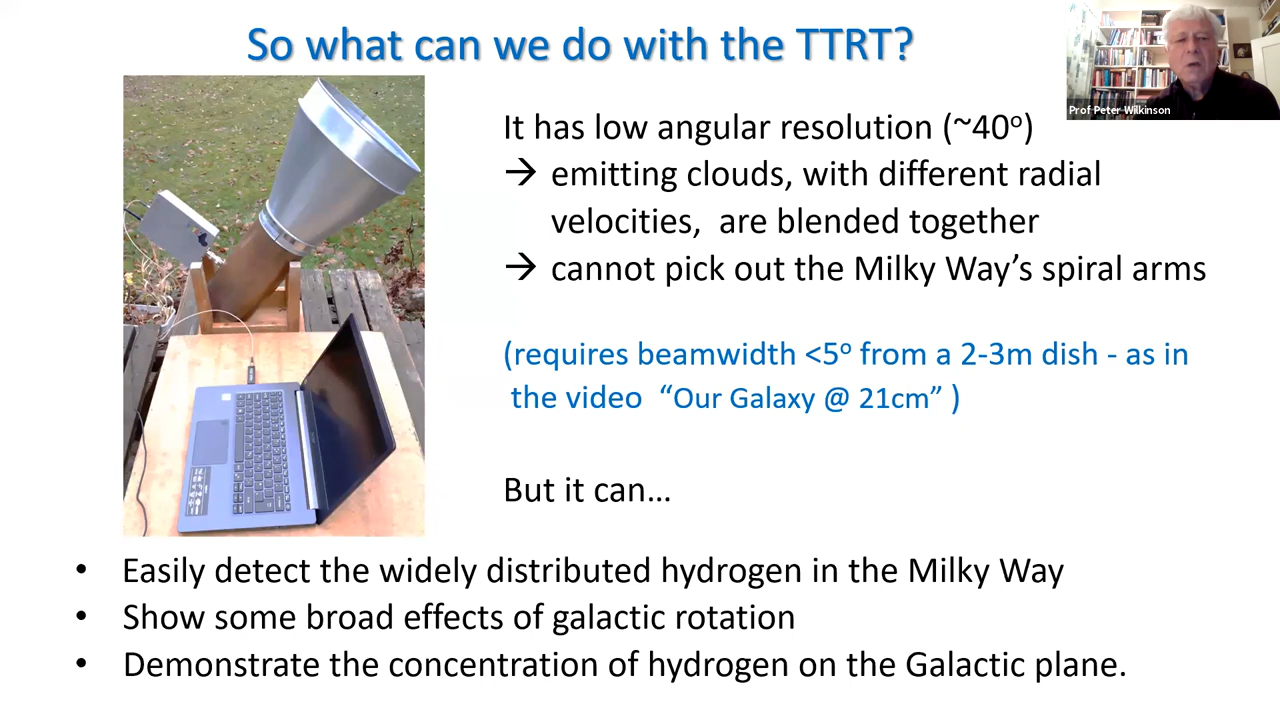 So what can we do with the TTRT?
Prof Peter Wilkinson
It has low angular resolution (~40º)
→ emitting clouds, with different radial
velocities, are blended together
→ cannot pick out the Milky Way’s spiral arms
(requires beamwidth <5º from a 2-3m dish - as in
the video “Our Galaxy @ 21cm” )
But it can…
• Easily detect the widely distributed hydrogen in the Milky Way
• Show some broad effects of galactic rotation
• Demonstrate the concentration of hydrogen on the Galactic plane.